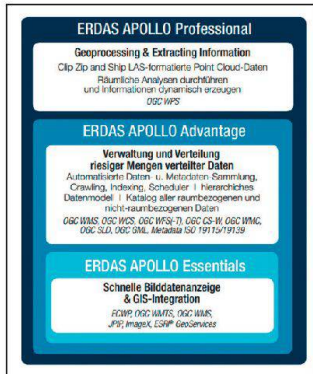 ERDAS APOLLO Professional
Geoprocessing & Extracting Information
Clip Zip and Ship LAS-formatierte Point Cloud-Daten
Räumliche Analysen durchführen
und Informationen dynamisch erzeugen
OGC WPS
ERDAS APOLLO Advantage
Verwaltung und Verteilung
riesiger Mengen verteilter Daten
Automatisierte Daten- u. Metadaten-Sammlung,
Crawling, Indexing, Scheduler | hierarchisches
Datenmodell | Katalog aller raumbezogenen und
nicht-raumbezogenen Daten
OGC WMS, OGC WCS, OGC WFS(-T), OGC CS-W, OGC WMC,
OGC SLD, OGC GML, Metadata ISO 19115/19139
ERDAS APOLLO Essentials
Schnelle Bilddatenanzeige
& GIS-Integration
ECWP, OGC WMTS, OGC WMS,
JPIP, ImageX, ESRI® GeoServices